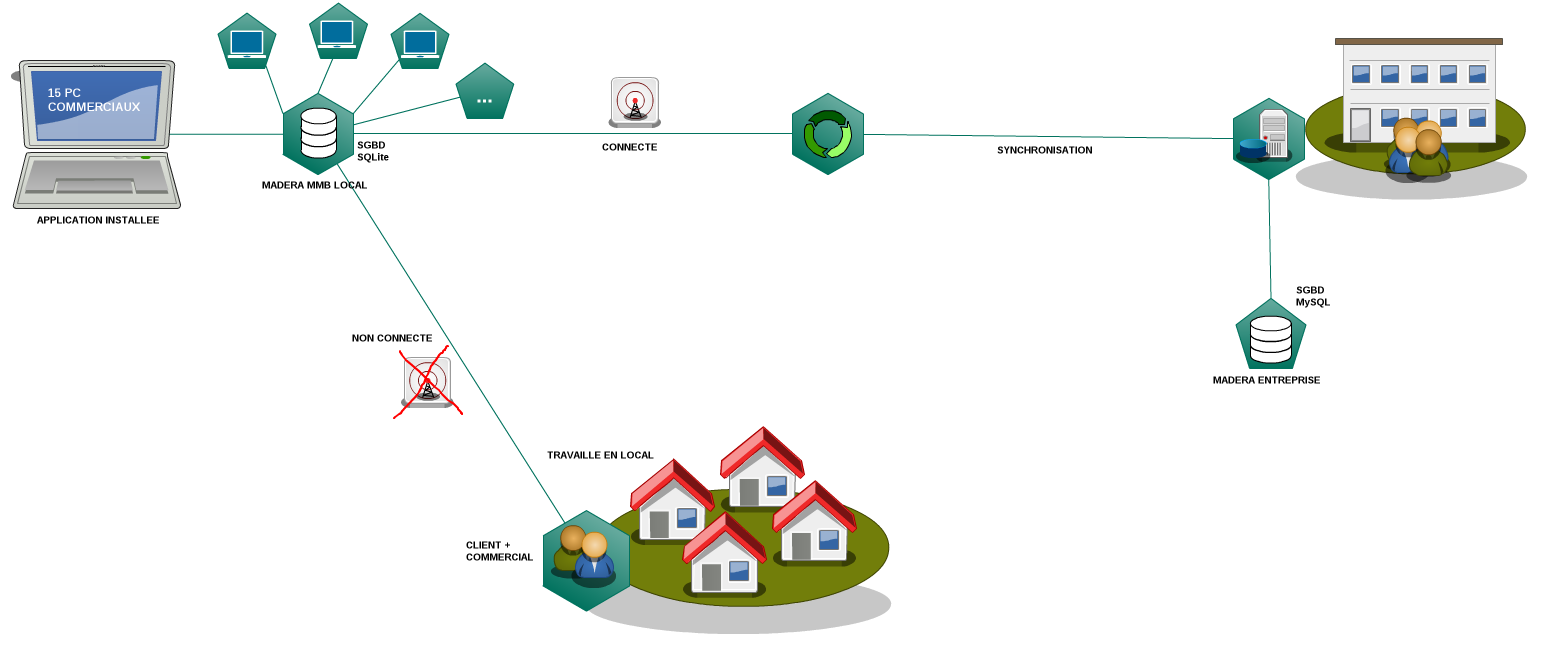 15 PC
COMMERCIAUX
...
SGBD
SQLite
MADERA MMB LOCAL
APPLICATION INSTALLEE
CONNECTE
SYNCHRONISATION
SGBD
MySQL
MADERA ENTREPRISE
NON CONNECTE
TRAVAILLE EN LOCAL
CLIENT +
COMMERCIAL